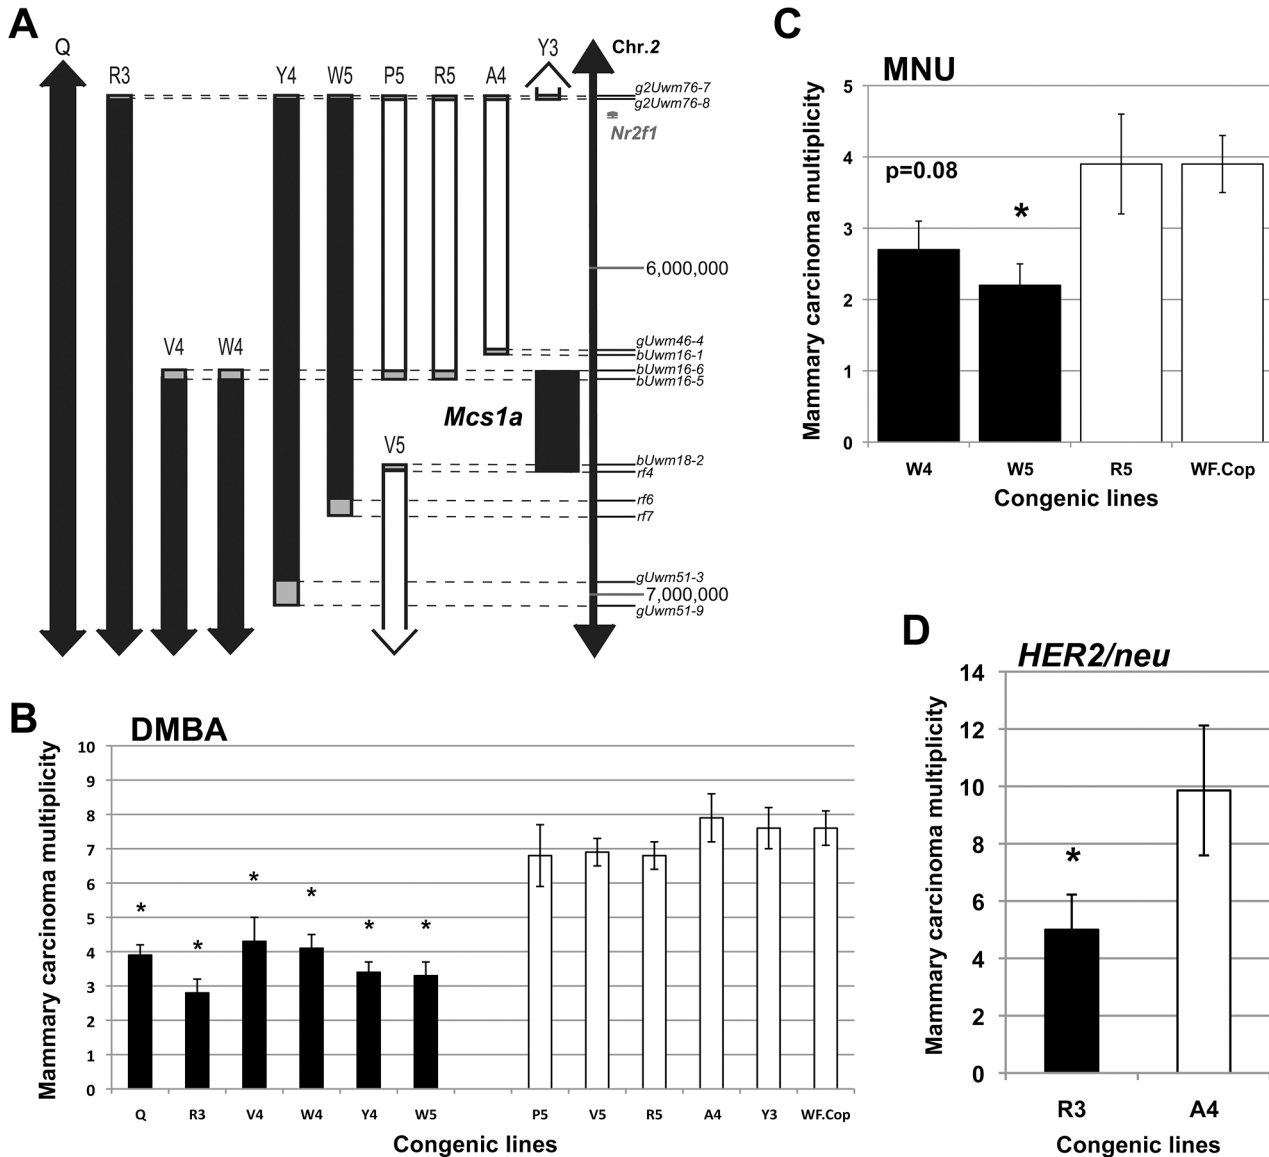 A
Q
R3
Y4
W5
P5
R5
A4
Y3
Chr.2
g2Uwm76-7
g2Uwm76-8
Nr2f1
6,000,000
V4
W4
gUwm46-4
bUwm16-1
bUwm16-6
bUwm16-5
Mcs1a
V5
bUwm18-2
rf4
rf6
rf7
gUwm51-3
7,000,000
gUwm51-9
B
DMBA
Mammary carcinoma multiplicity
10
9
8
7
6
5
4
3
2
1
0
* * * * * *
Q R3 V4 W4 Y4 W5 P5 V5 R5 A4 Y3 WF.Cop
Congenic lines
C
MNU
Mammary carcinoma multiplicity
5
4
3
2
1
0
p=0.08
*
W4 W5 R5 WF.Cop
Congenic lines
D
HER2/neu
Mammary carcinoma multiplicity
14
12
10
8
6
4
2
0
*
R3 A4
Congenic lines